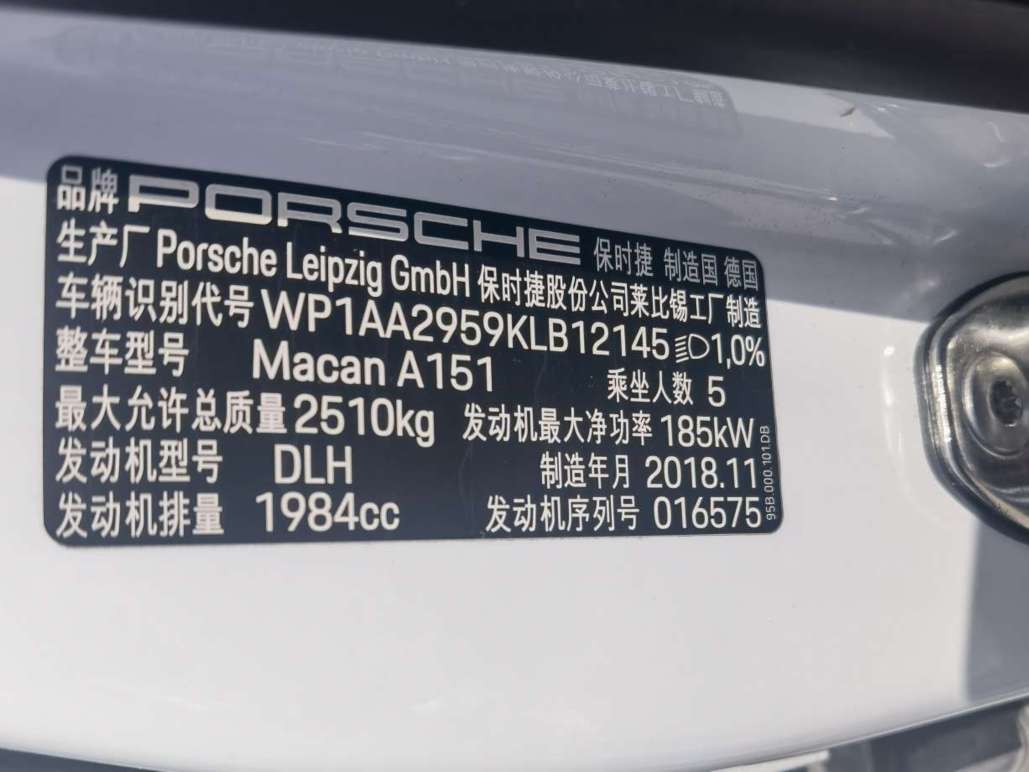 品牌 PORSCHE 保时捷 制造国 德国
生产厂 Porsche Leipzig GmbH 保时捷股份公司莱比锡工厂制造
车辆识别代号 WP1AA2959KLB12145 1,0%
整车型号 Macan A151 乘坐人数 5
最大允许总质量 2510kg 发动机最大净功率 185kW
发动机型号 DLH 制造年月 2018.11
发动机排量 1984cc 发动机序列号 016575
95B.000.101.DB